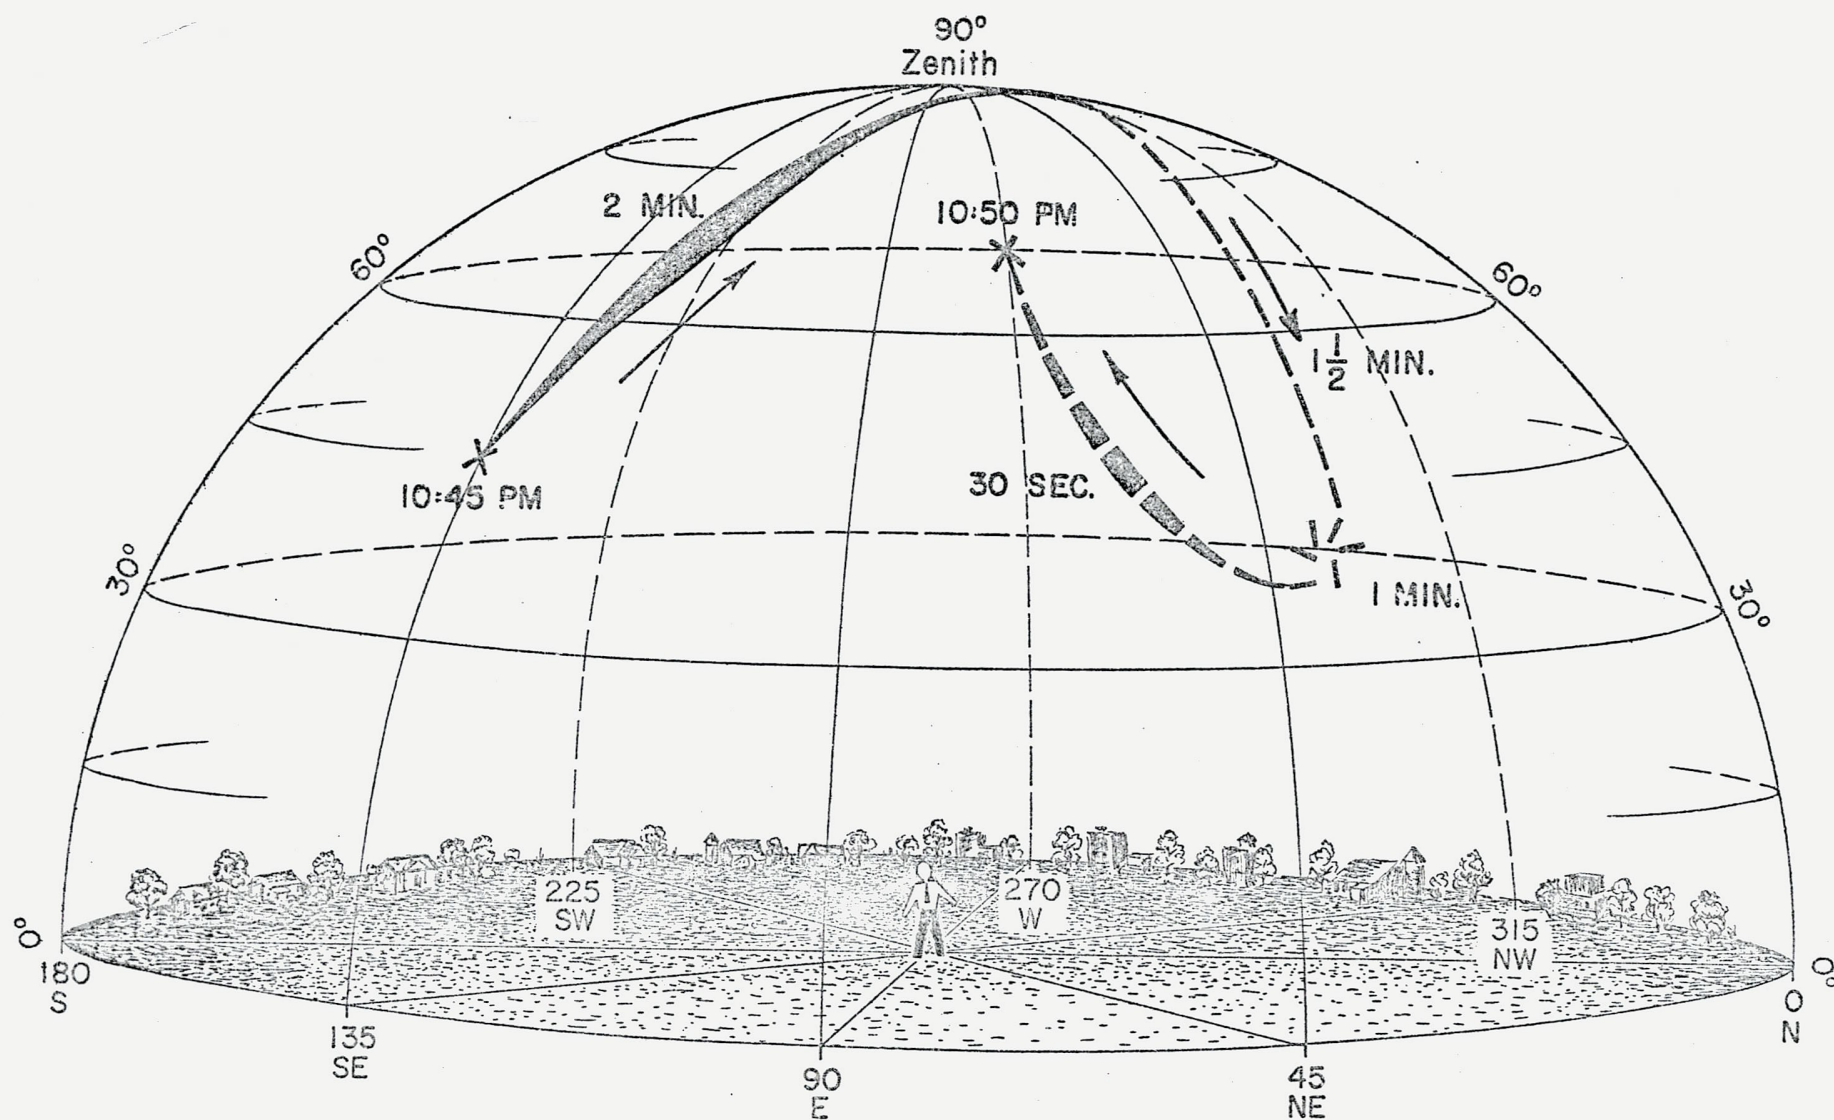 90°
Zenith
2 MIN.
10:50 PM
60°
60°
1 1/2 MIN.
30 SEC.
10:45 PM
30°
1 MIN.
30°
225
SW
270
W
315
NW
0°
180
S
0°
0
N
135
SE
90
E
45
NE